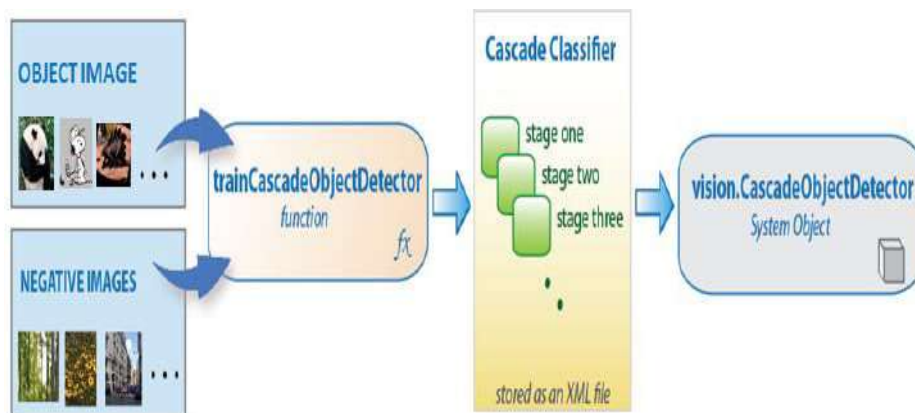 OBJECT IMAGE
. . .
NEGATIVE IMAGES
. . .
trainCascadeObjectDetector
function
fx
Cascade Classifier
stage one
stage two
stage three
stored as an XML file
vision.CascadeObjectDetector
System Object